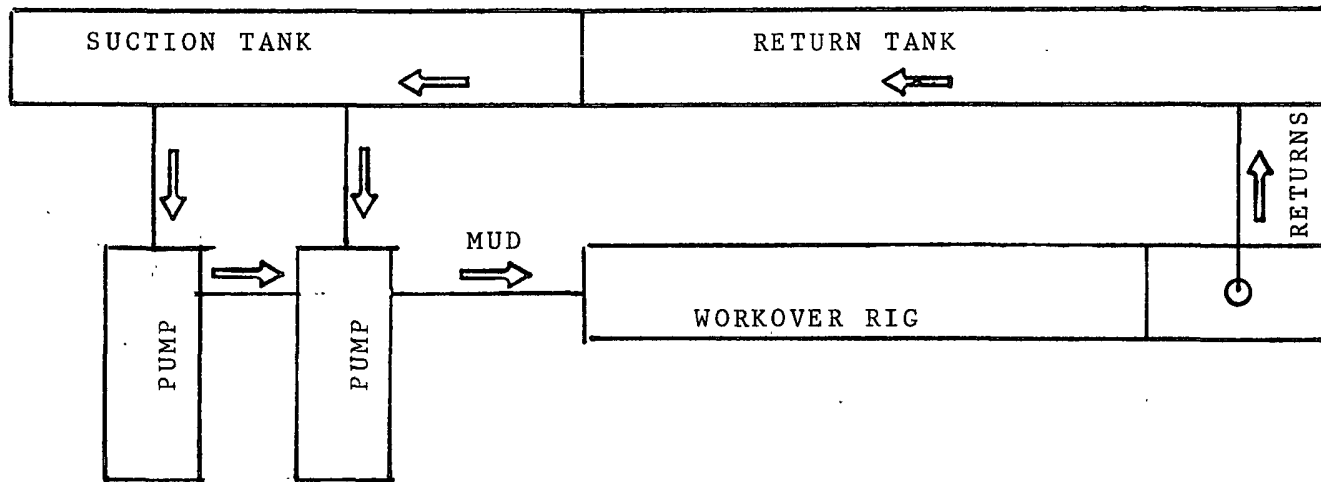 SUCTION TANK
RETURN TANK
RETURNS
MUD
PUMP
PUMP
WORKOVER RIG